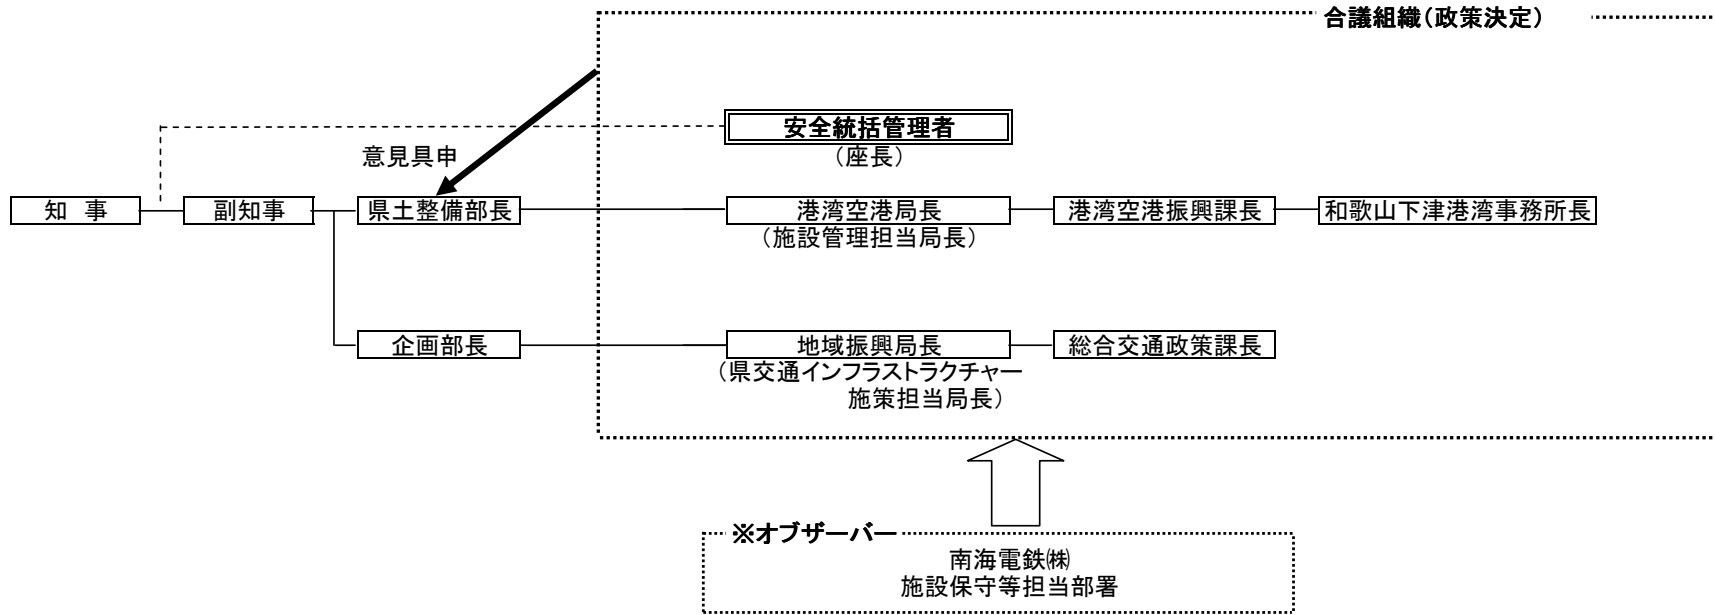 合議組織（政策決定）
安全統括管理者
（座長）
意見具申
知　事
副知事
県土整備部長
港湾空港局長
港湾空港振興課長
和歌山下津港湾事務所長
（施設管理担当局長）
企画部長
地域振興局長
総合交通政策課長
（県交通インフラストラクチャー
施策担当局長）
※オブザーバー
南海電鉄㈱
施設保守等担当部署